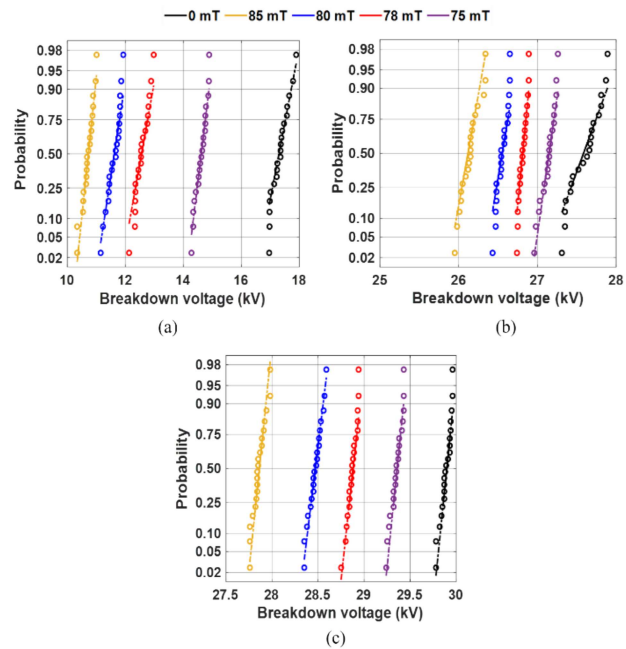 0 mT 85 mT 80 mT 78 mT 75 mT
0.98
0.95
0.90
0.75
0.50
0.25
0.10
0.05
0.02
Probability
10 11 12 13 14 15 16 17 18
Breakdown voltage (kV)
(a)
0.98
0.95
0.90
0.75
0.50
0.25
0.10
0.05
0.02
Probability
25 26 27 28
Breakdown voltage (kV)
(b)
0.98
0.95
0.90
0.75
0.50
0.25
0.10
0.05
0.02
Probability
27.5 28 28.5 29 29.5 30
Breakdown voltage (kV)
(c)